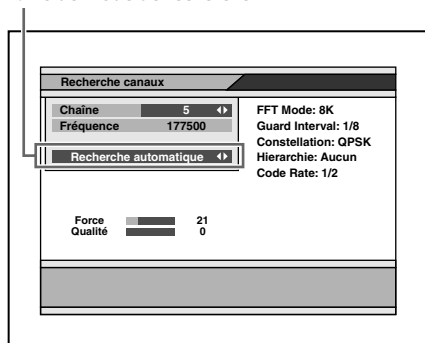 Recherche canaux
Chaîne 5
Fréquence 177500
Recherche automatique
FFT Mode: 8K
Guard Interval: 1/8
Constellation: QPSK
Hierarchie: Aucun
Code Rate: 1/2
Force 21
Qualité 0